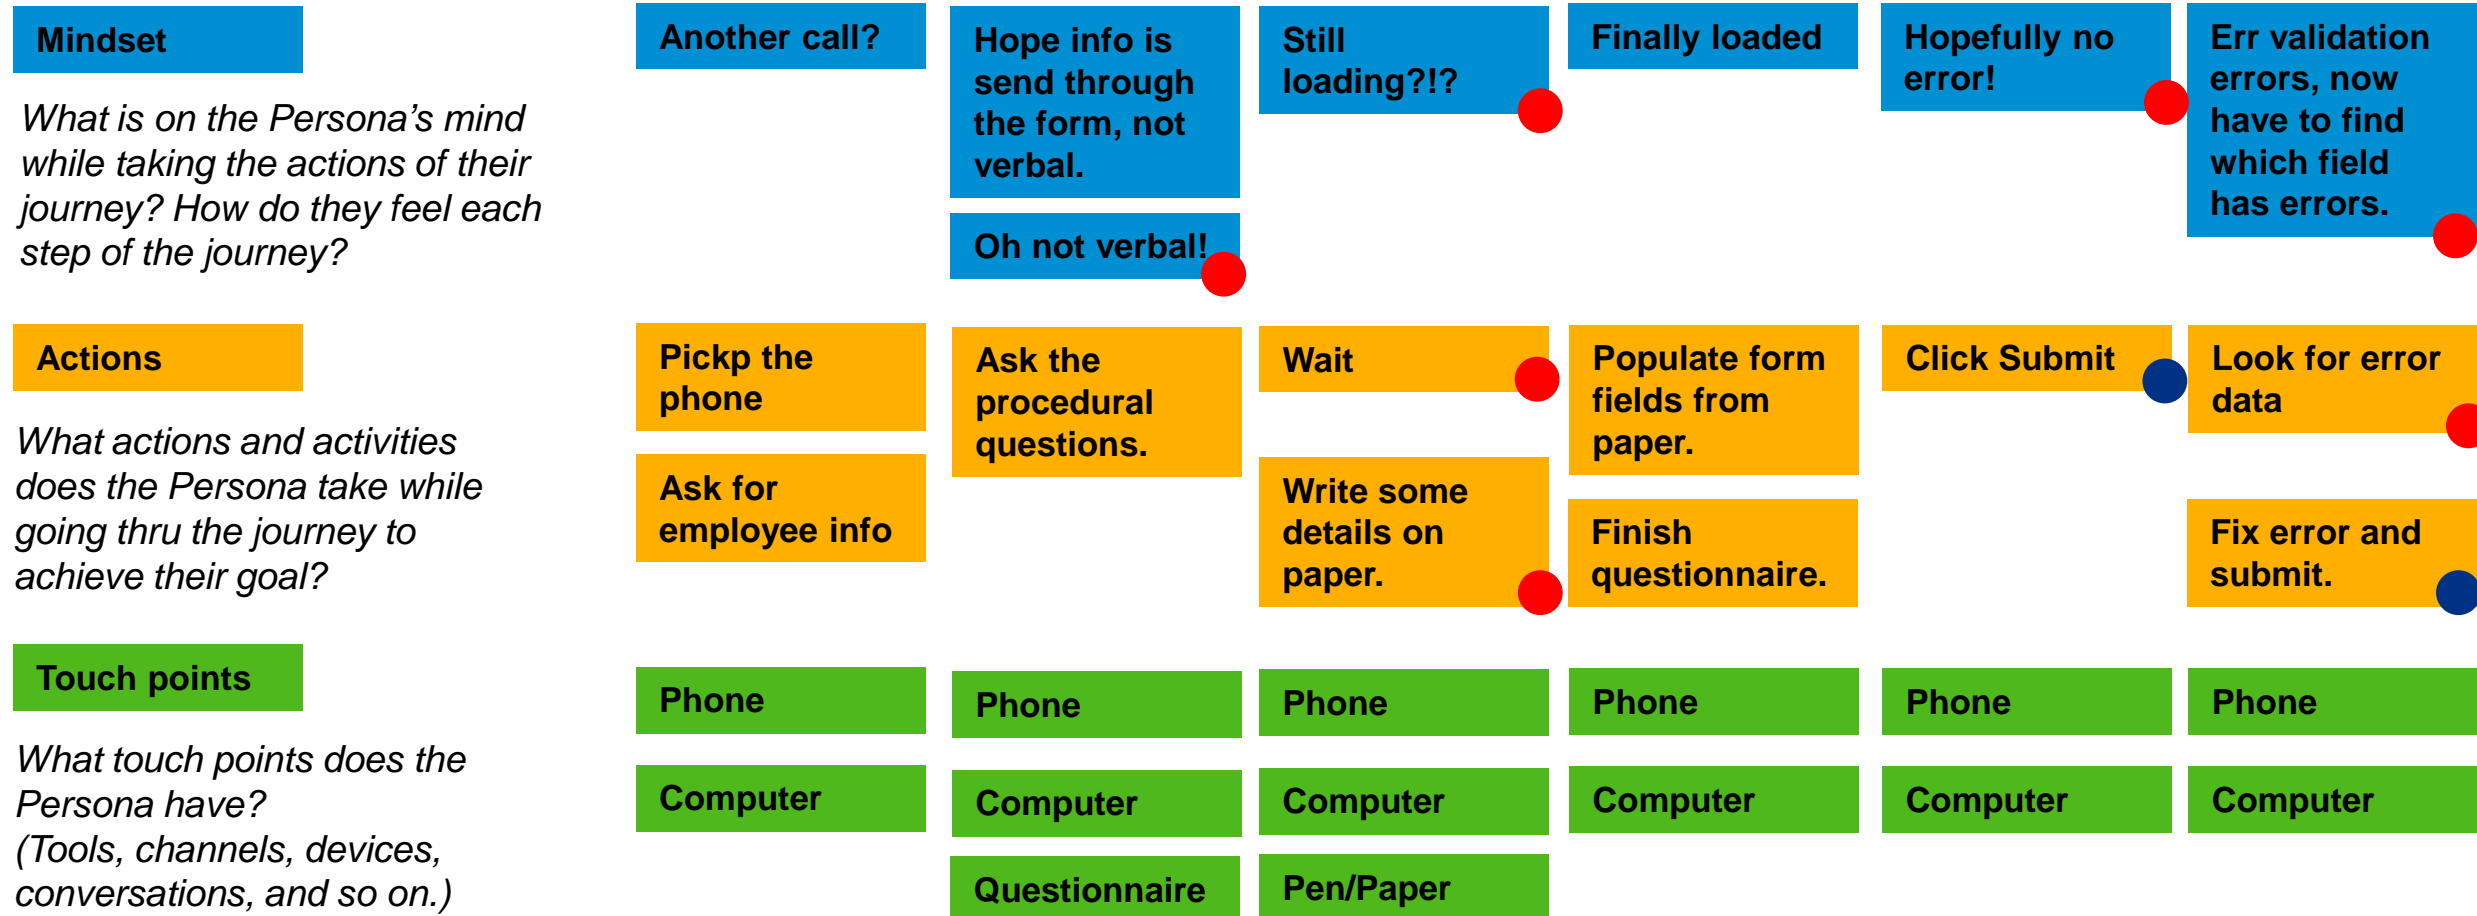 Mindset
What is on the Persona's mind
while taking the actions of their
journey? How do they feel each
step of the journey?
Another call?
Hope info is
send through
the form, not
verbal.
Oh not verbal!
Still
loading?!?
Finally loaded
Hopefully no
error!
Err validation
errors, now
have to find
which field
has errors.
Actions
What actions and activities
does the Persona take while
going thru the journey to
achieve their goal?
Pickp the
phone
Ask for
employee info
Ask the
procedural
questions.
Wait
Write some
details on
paper.
Populate form
fields from
paper.
Finish
questionnaire.
Click Submit
Look for error
data
Fix error and
submit.
Touch points
What touch points does the
Persona have?
(Tools, channels, devices,
conversations, and so on.)
Phone
Computer
Phone
Computer
Questionnaire
Phone
Computer
Pen/Paper
Phone
Computer
Phone
Computer
Phone
Computer